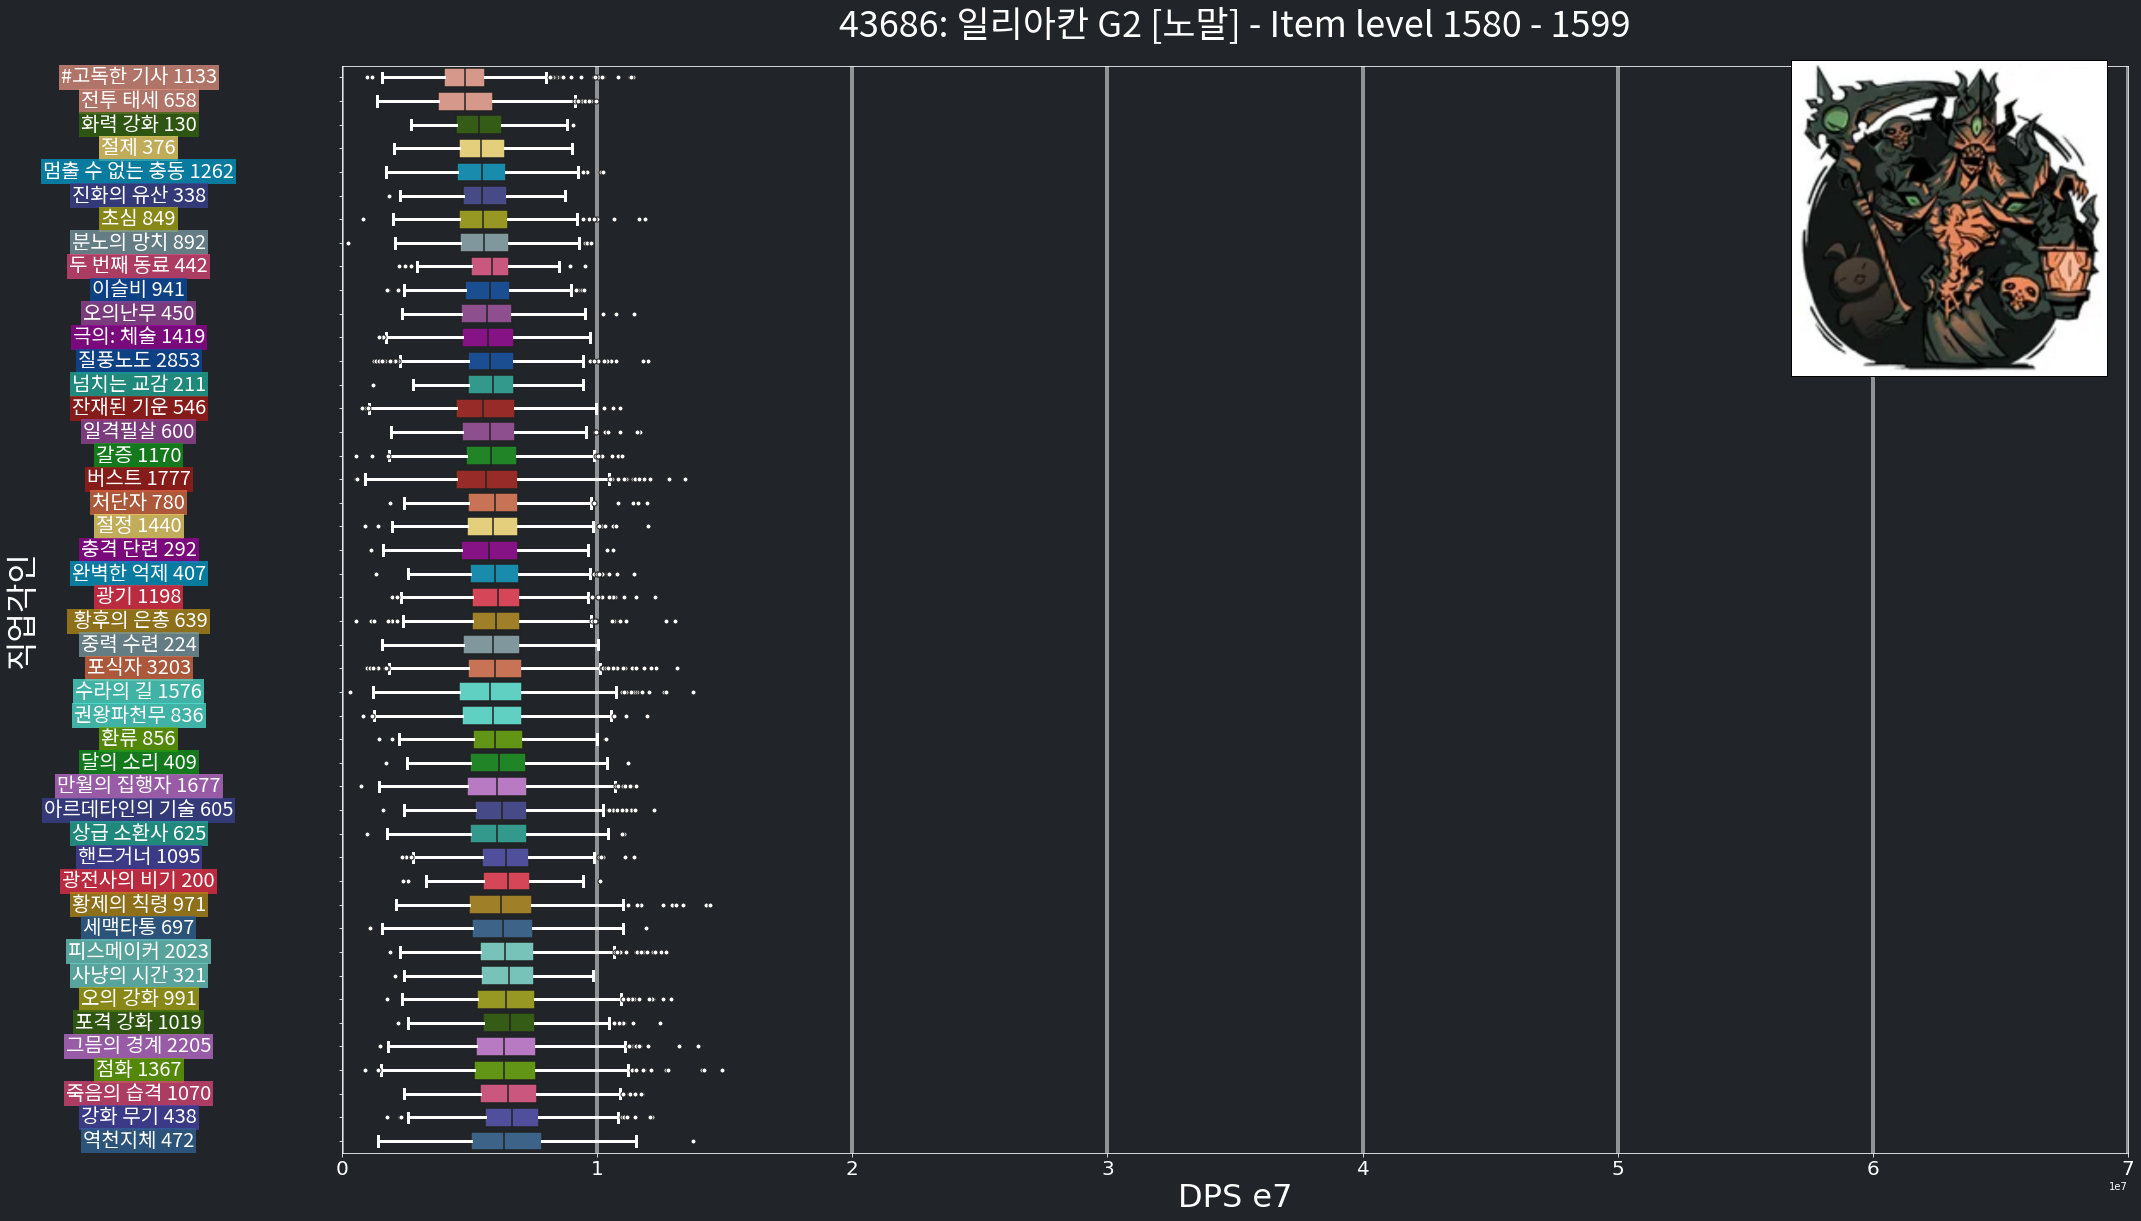 43686: 일리아칸 G2 [노말] - Item level 1580 - 1599
#고독한 기사 1133
전투 태세 658
화력 강화 130
절제 376
멈출 수 없는 충동 1262
진화의 유산 338
초심 849
분노의 망치 892
두 번째 동료 442
이슬비 941
오의난무 450
극의: 체술 1419
질풍노도 2853
넘치는 교감 211
잔재된 기운 546
일격필살 600
갈증 1170
버스트 1777
처단자 780
절정 1440
충격 단련 292
완벽한 억제 407
광기 1198
황후의 은총 639
중력 수련 224
포식자 3203
수라의 길 1576
권왕파천무 836
환류 856
달의 소리 409
만월의 집행자 1677
아르데타인의 기술 605
상급 소환사 625
핸드거너 1095
광전사의 비기 200
황제의 칙령 971
세맥타통 697
피스메이커 2023
사냥의 시간 321
오의 강화 991
포격 강화 1019
그믐의 경계 2205
점화 1367
죽음의 습격 1070
강화 무기 438
역천지체 472
직업각인
0 1 2 3 4 5 6 7
DPS e7
1e7